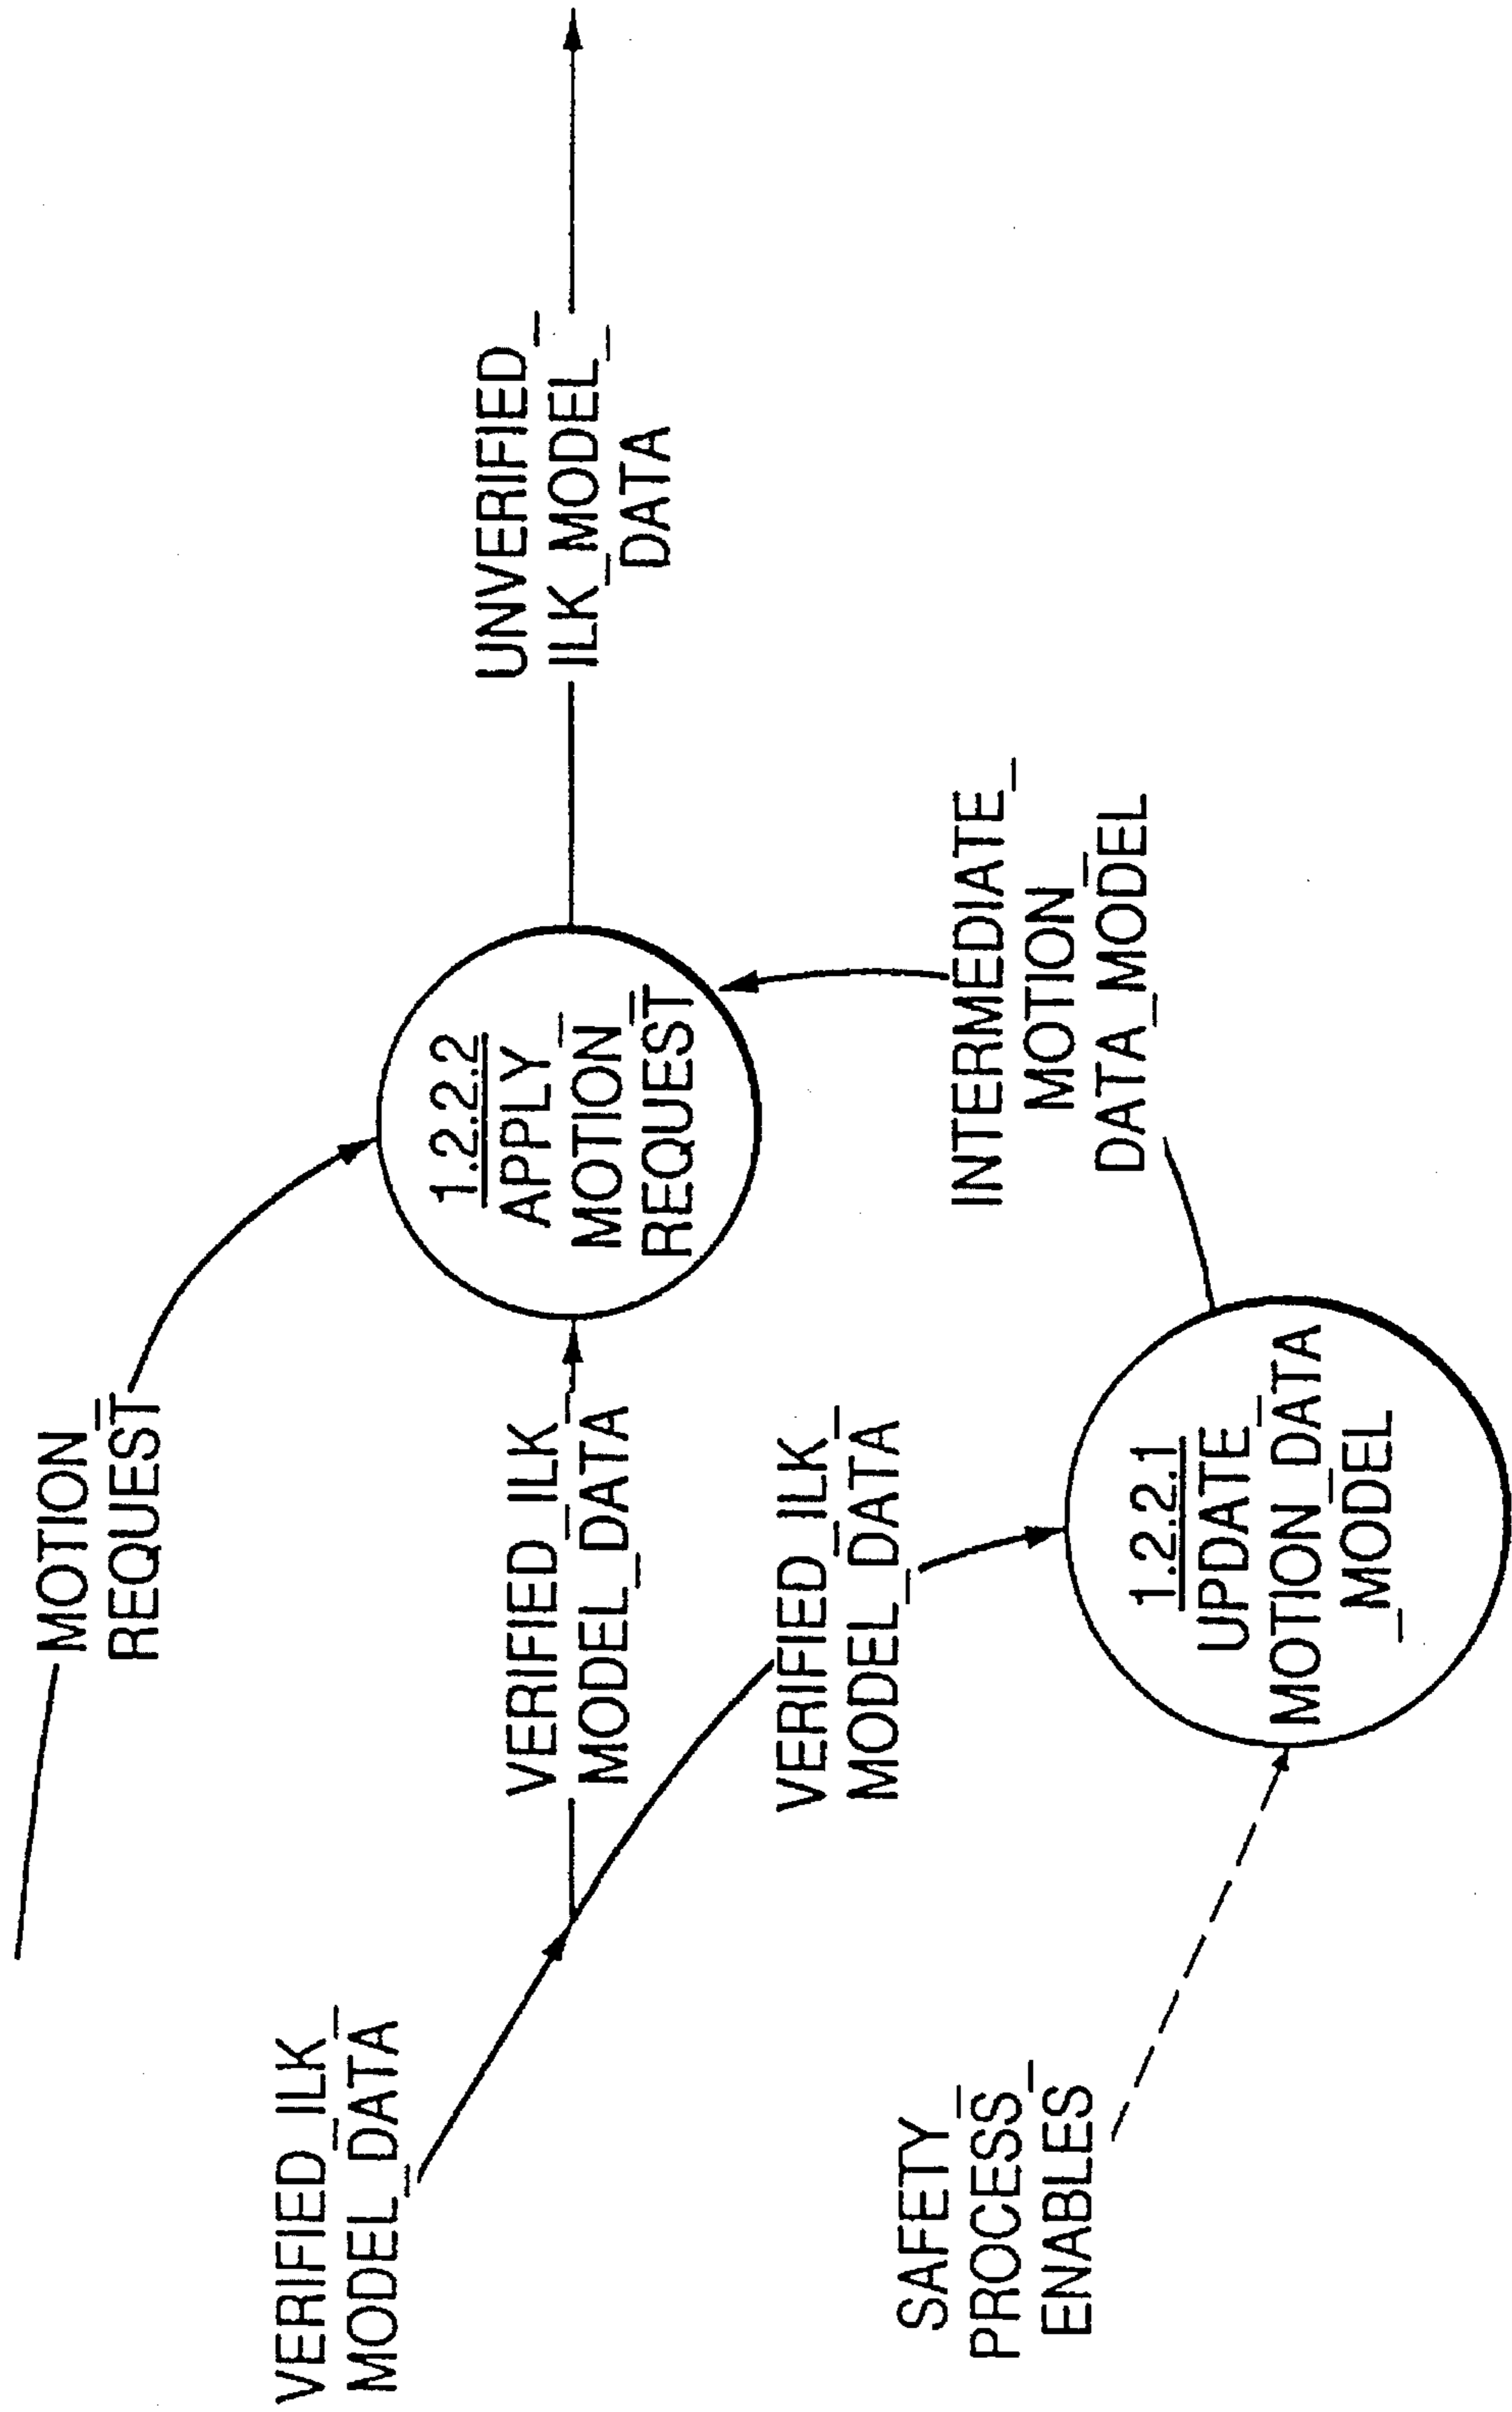 MOTION_
REQUEST
VERIFIED_ILK_
MODEL_DATA
VERIFIED_ILK_
MODEL_DATA
1.2.2.2
APPLY_
MOTION_
REQUEST
UNVERIFIED_
ILK_MODEL_
DATA
VERIFIED_ILK_
MODEL_DATA
INTERMEDIATE_
MOTION_
DATA_MODEL
SAFETY_
PROCESS_
ENABLES
1.2.2.1
UPDATE_
MOTION_DATA
_MODEL